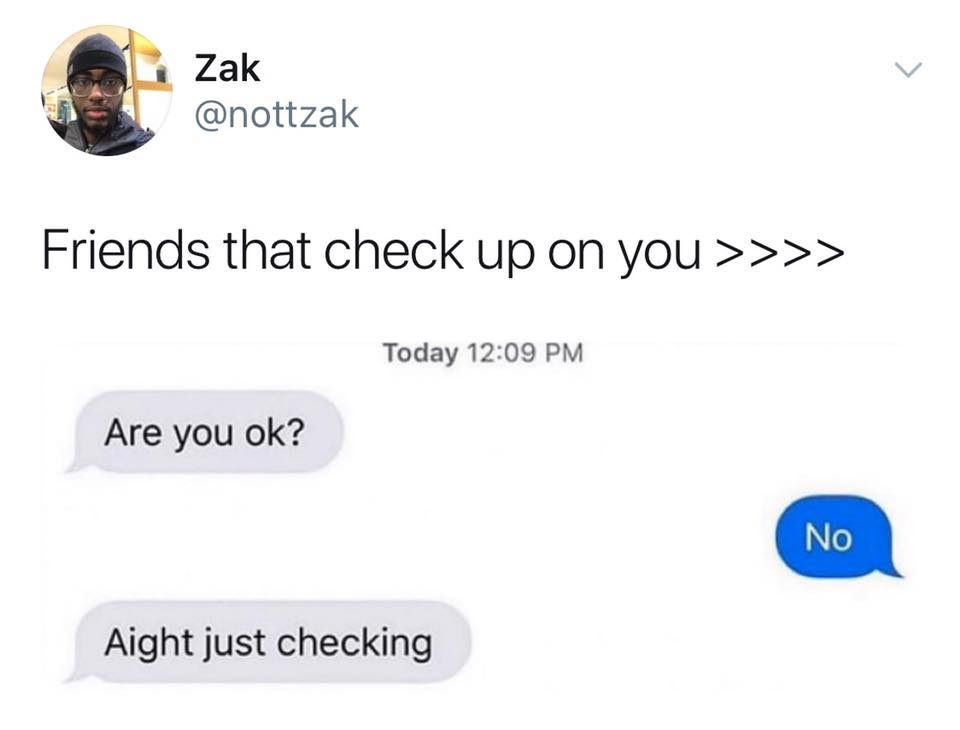 Zak
@nottzak
Friends that check up on you >>>>
Today 12:09 PM
Are you ok?
No
Aight just checking